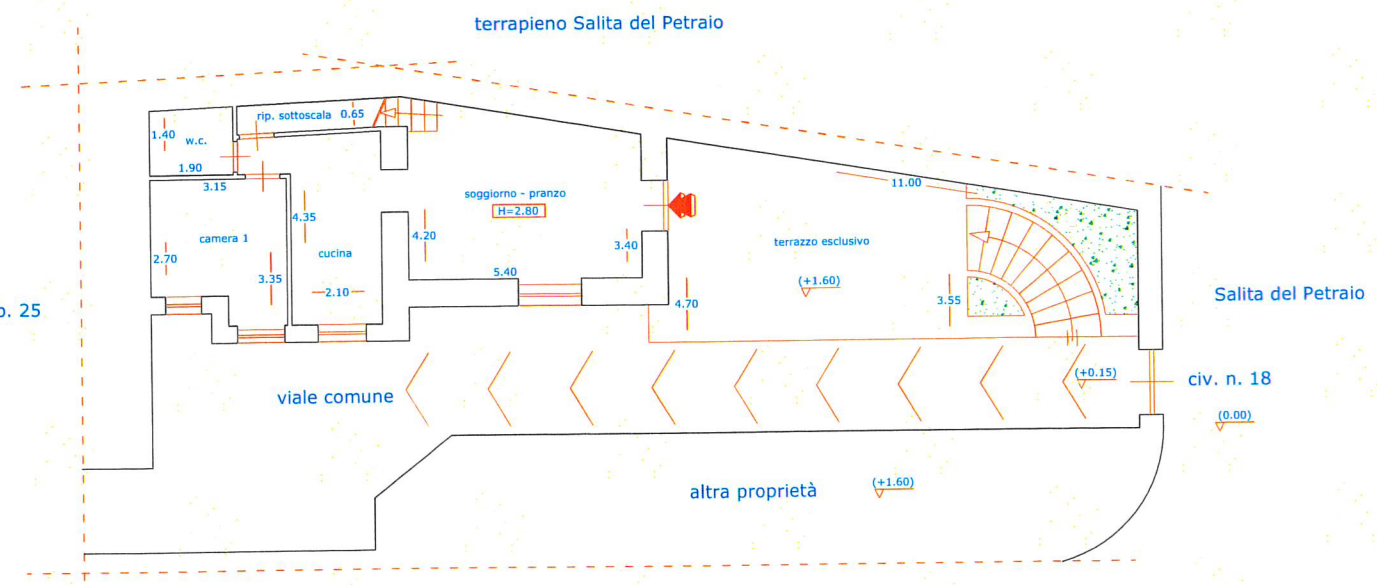 terrapieno Salita del Petraio
rip. sottoscala 0.65
1.40
w.c.
1.90
3.15
soggiorno - pranzo
H=2.80
11.00
4.35
camera 1
4.20
3.40
terrazzo esclusivo
cucina
2.70
3.35
5.40
(+1.60)
2.10
4.70
3.55
Salita del Petraio
. 25
(+0.15)
civ. n. 18
viale comune
(0.00)
altra proprietà
(+1.60)